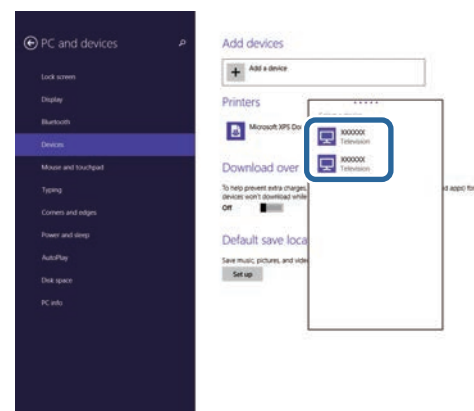 PC and devices
Lock screen
Display
Bluetooth
Devices
Mouse and touchpad
Typing
Corners and edges
Power and sleep
AutoPlay
Disk space
PC info
Add devices
Add a device
Printers
Microsoft XPS Do
XXXXXX
Television
XXXXXX
Television
Download over
To help prevent extra charges,
d apps) for
devices won't download while
Off
Default save loca
Save music, pictures, and vide
Set up